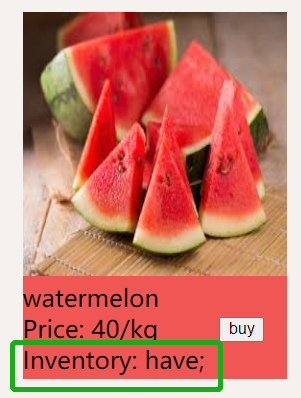 watermelon
Price: 40/kg
buy
Inventory: have;